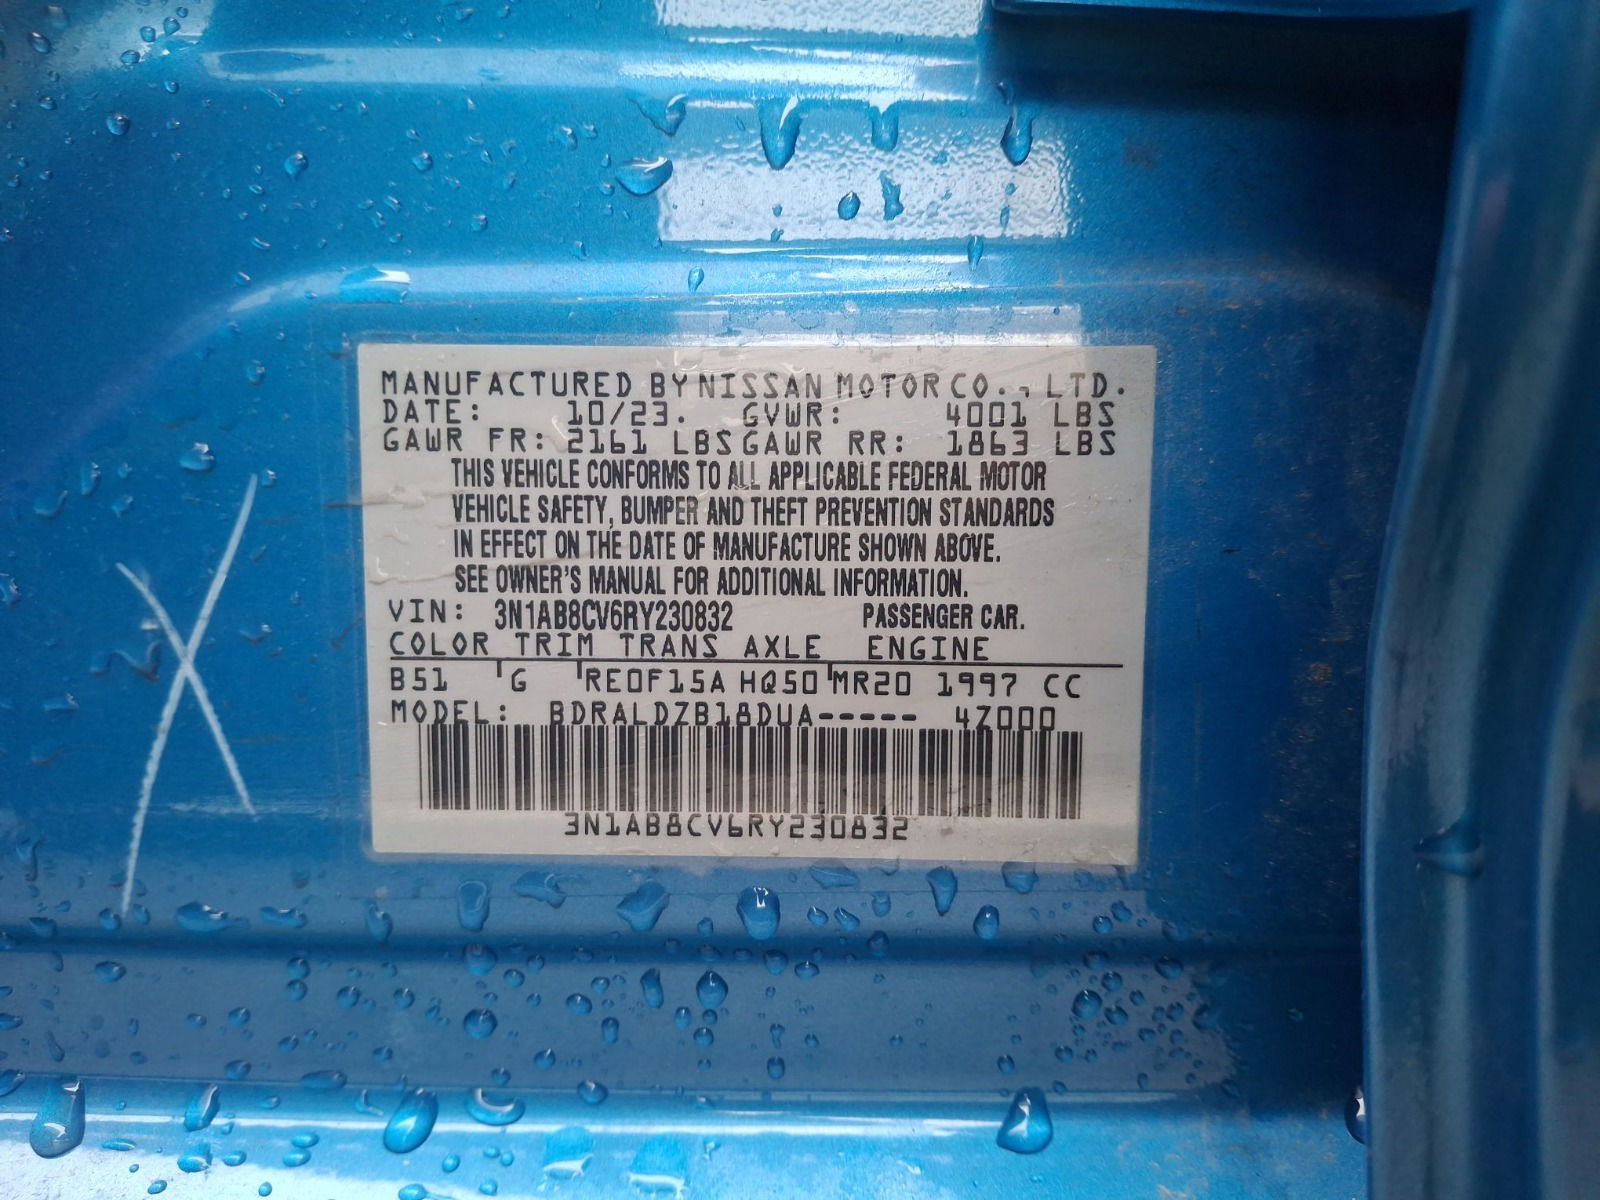 MANUFACTURED BY NISSAN MOTOR CO., LTD.
DATE: 10/23. GVWR: 4001 LBS
GAWR FR: 2161 LBS GAWR RR: 1863 LBS
THIS VEHICLE CONFORMS TO ALL APPLICABLE FEDERAL MOTOR
VEHICLE SAFETY, BUMPER AND THEFT PREVENTION STANDARDS
IN EFFECT ON THE DATE OF MANUFACTURE SHOWN ABOVE.
SEE OWNER'S MANUAL FOR ADDITIONAL INFORMATION.
VIN: 3N1AB8CV6RY230832 PASSENGER CAR.
COLOR TRIM TRANS AXLE ENGINE
B51 G RE0F15A HQ50 MR20 1997 CC
MODEL: BDRALDZB18DUA----- 4Z000
3N1AB8CV6RY230832
X